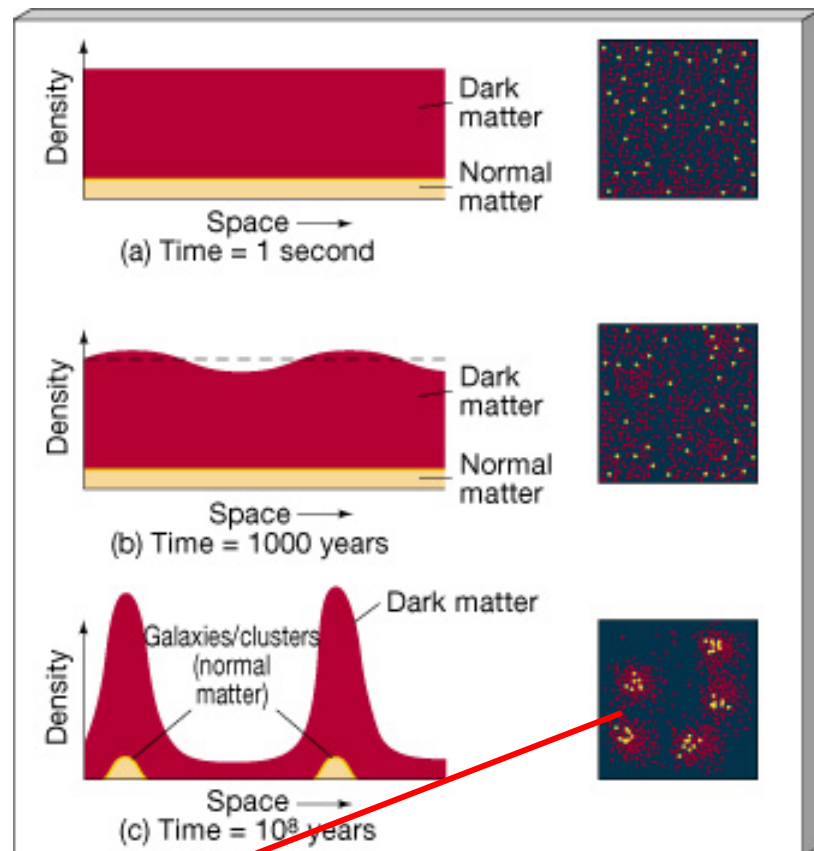 Density
Dark
matter
Normal
matter
Space
(a) Time = 1 second
Density
Dark
matter
Normal
matter
Space
(b) Time = 1000 years
Density
Galaxies/clusters
(normal
matter)
Dark matter
Space
(c) Time = 10⁸ years